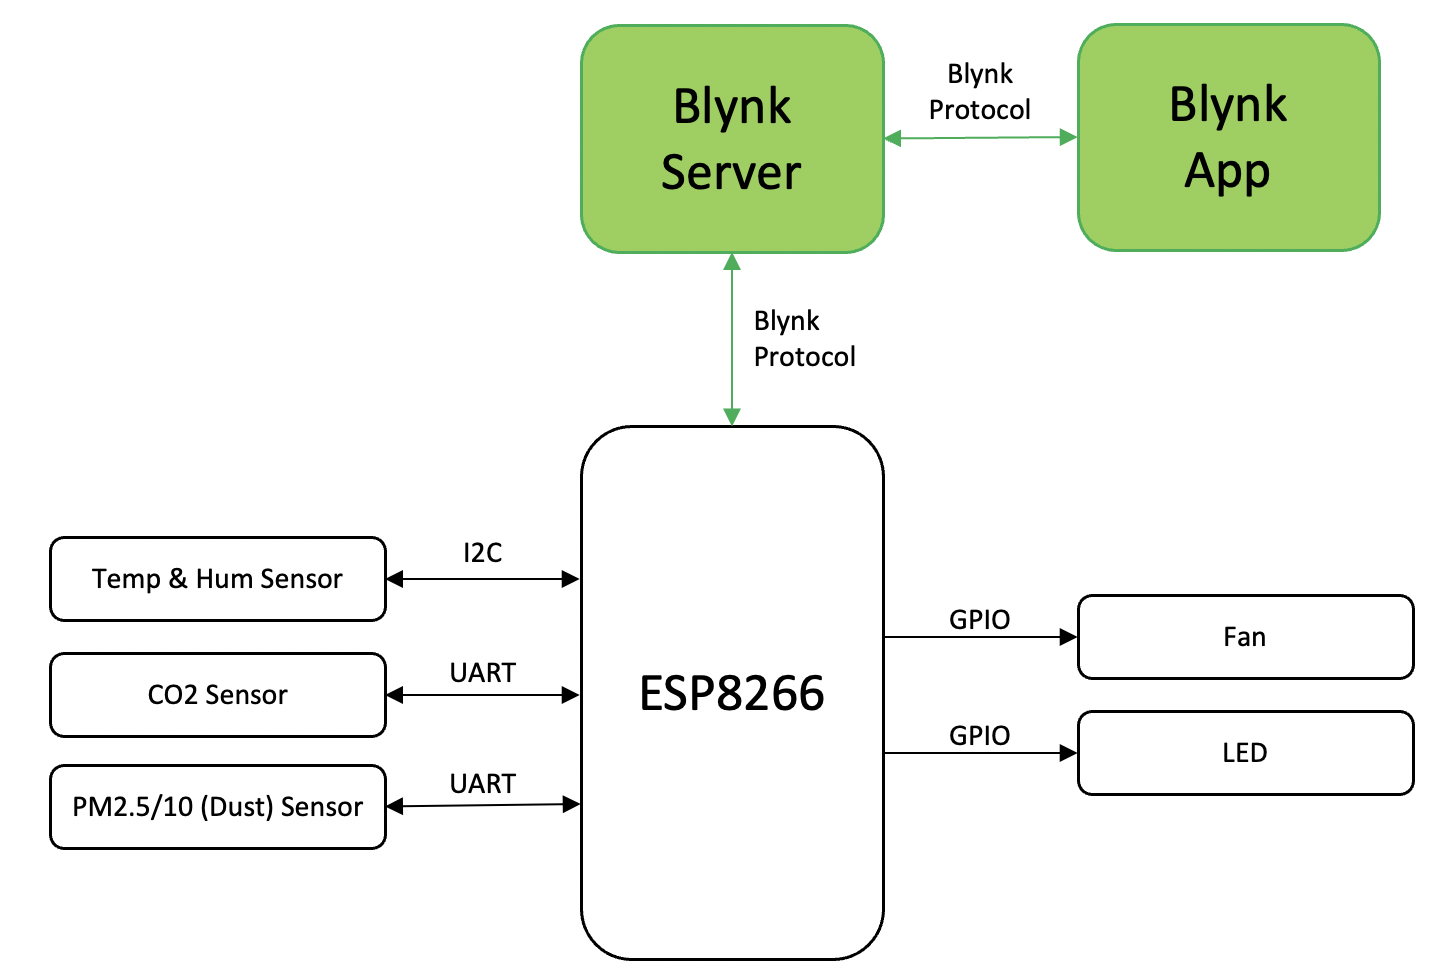 Blynk
Server
Blynk
Protocol
Blynk
App
Blynk
Protocol
I2C
Temp & Hum Sensor
UART
CO2 Sensor
UART
PM2.5/10 (Dust) Sensor
ESP8266
GPIO
Fan
GPIO
LED